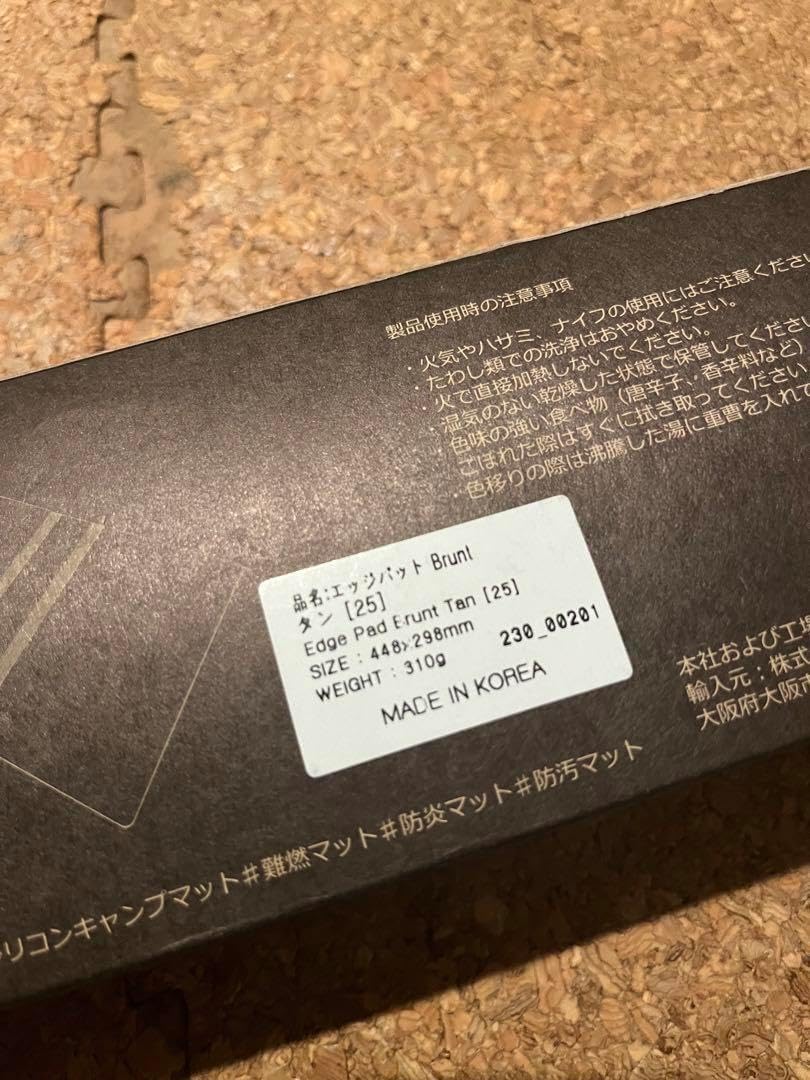 製品使用時の注意事項
・火気やハサミ、ナイフの使用にはご注意ください
・たわし類での洗浄はおやめください。
・火で直接加熱しないでください。
・湿気のない乾燥した状態で保管してくださ
・色味の強い食べ物（唐辛子、香辛料など）
こぼれた際はすぐに拭き取ってください
・色移りの際は沸騰した湯に重曹を入れて
品名:エッジパット Brunt
タン [25]
Edge Pad Brunt Tan [25]
SIZE : 448x298mm
230_00201
WEIGHT : 310g
MADE IN KOREA
本社および工場
輸入元：株式
大阪府大阪市
リコンキャンプマット#難燃マット#防炎マット#防汚マット